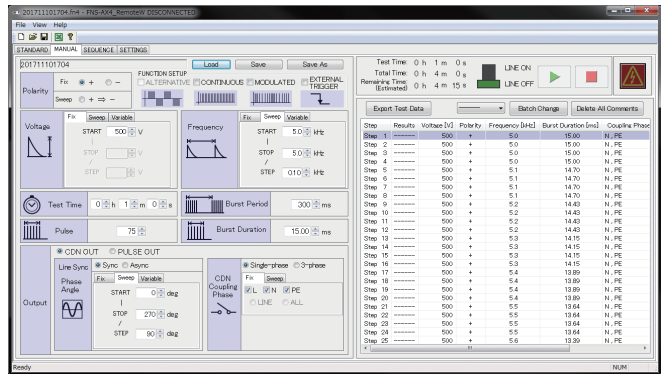 201711101704.fn4 - FNS-AX4_RemoteW DISCONNECTED
File View Help
STANDARD MANUAL SEQUENCE SETTINGS
201711101704 Load Save Save As
Polarity Fix + - Sweep + ⇒ -
FUNCTION SETUP
ALTERNATIVE CONTINUOUS MODULATED EXTERNAL TRIGGER
Voltage
Fix Sweep Variable
START 500 V
|
STOP V
/
STEP V
Frequency
Fix Sweep Variable
START 5.0 kHz
|
STOP 5.0 kHz
/
STEP 0.10 kHz
Test Time 0 h 1 m 0 s
Burst Period 300 ms
Pulse 75
Burst Duration 15.00 ms
Output
CDN OUT PULSE OUT
Line Sync Sync Async
Phase Angle
Fix Sweep Variable
START 0 deg
|
STOP 270 deg
/
STEP 90 deg
CDN Coupling Phase
Single-phase 3-phase
Fix Sweep
L N PE
LINE ALL
Test Time: 0 h 1 m 0 s
Total Time: 0 h 4 m 0 s
Remaining Time: (Estimated) 0 h 4 m 15 s
LINE ON
LINE OFF
Export Test Data ------- Batch Change Delete All Comments
Step Results Voltage [V] Polarity Frequency [kHz] Burst Duration [ms] Coupling Phase
Step 1 ------ 500 + 5.0 15.00 N , PE
Step 2 ------ 500 + 5.0 15.00 N , PE
Step 3 ------ 500 + 5.0 15.00 N , PE
Step 4 ------ 500 + 5.0 15.00 N , PE
Step 5 ------ 500 + 5.1 14.70 N , PE
Step 6 ------ 500 + 5.1 14.70 N , PE
Step 7 ------ 500 + 5.1 14.70 N , PE
Step 8 ------ 500 + 5.1 14.70 N , PE
Step 9 ------ 500 + 5.2 14.43 N , PE
Step 10 ------ 500 + 5.2 14.43 N , PE
Step 11 ------ 500 + 5.2 14.43 N , PE
Step 12 ------ 500 + 5.2 14.43 N , PE
Step 13 ------ 500 + 5.3 14.15 N , PE
Step 14 ------ 500 + 5.3 14.15 N , PE
Step 15 ------ 500 + 5.3 14.15 N , PE
Step 16 ------ 500 + 5.3 14.15 N , PE
Step 17 ------ 500 + 5.4 13.89 N , PE
Step 18 ------ 500 + 5.4 13.89 N , PE
Step 19 ------ 500 + 5.4 13.89 N , PE
Step 20 ------ 500 + 5.4 13.89 N , PE
Step 21 ------ 500 + 5.5 13.64 N , PE
Step 22 ------ 500 + 5.5 13.64 N , PE
Step 23 ------ 500 + 5.5 13.64 N , PE
Step 24 ------ 500 + 5.5 13.64 N , PE
Step 25 ------ 500 + 5.6 13.39 N , PE
Ready NUM